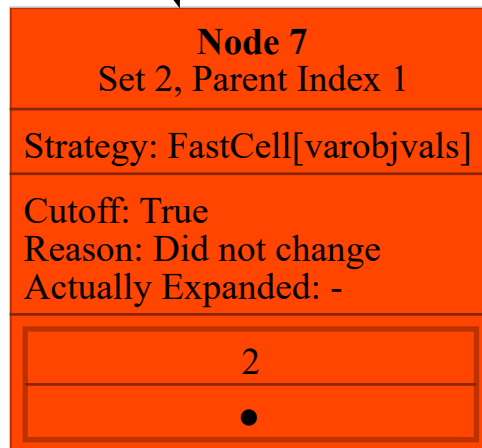 Node 7
Set 2, Parent Index 1
Strategy: FastCell[varobjvals]
Cutoff: True
Reason: Did not change
Actually Expanded: -
2
●